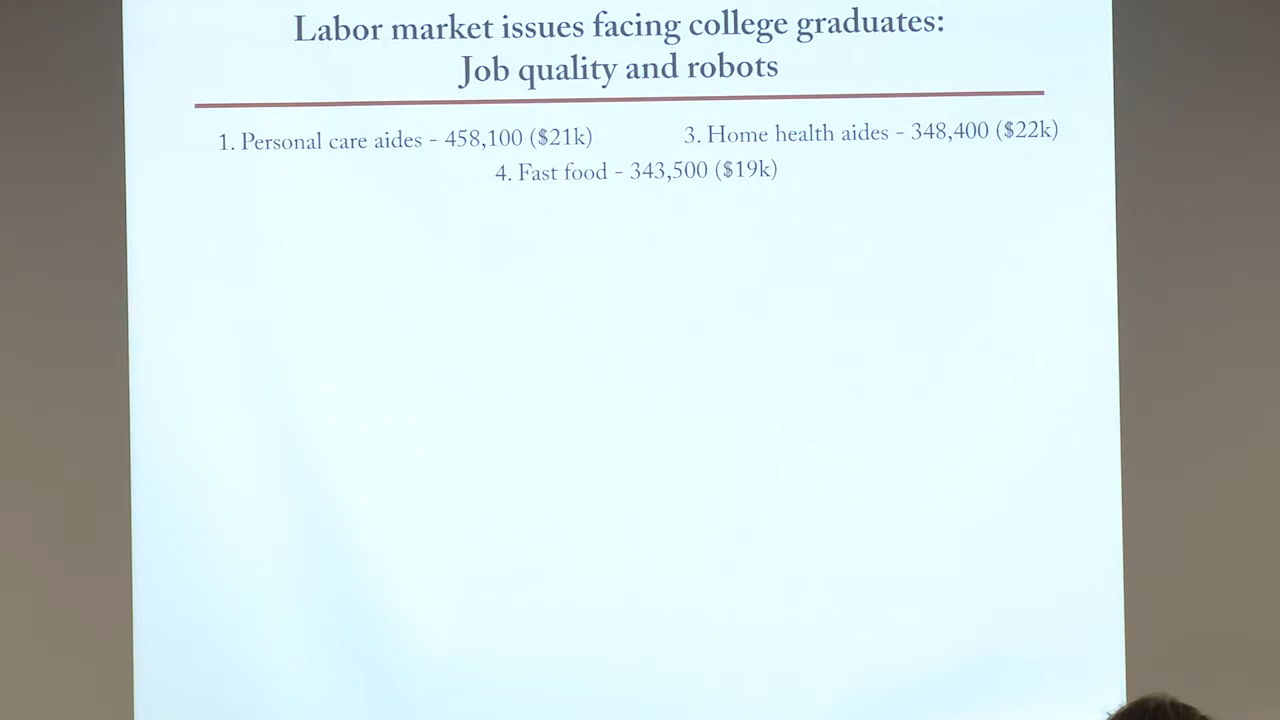 Labor market issues facing college graduates:
Job quality and robots
1. Personal care aides - 458,100 ($21k) 3. Home health aides - 348,400 ($22k)
4. Fast food - 343,500 ($19k)